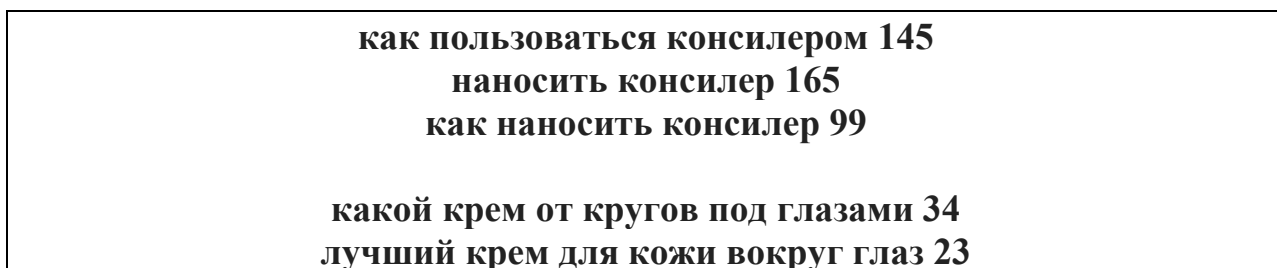 как пользоваться консилером 145
наносить консилер 165
как наносить консилер 99
какой крем от кругов под глазами 34
лучший крем для кожи вокруг глаз 23